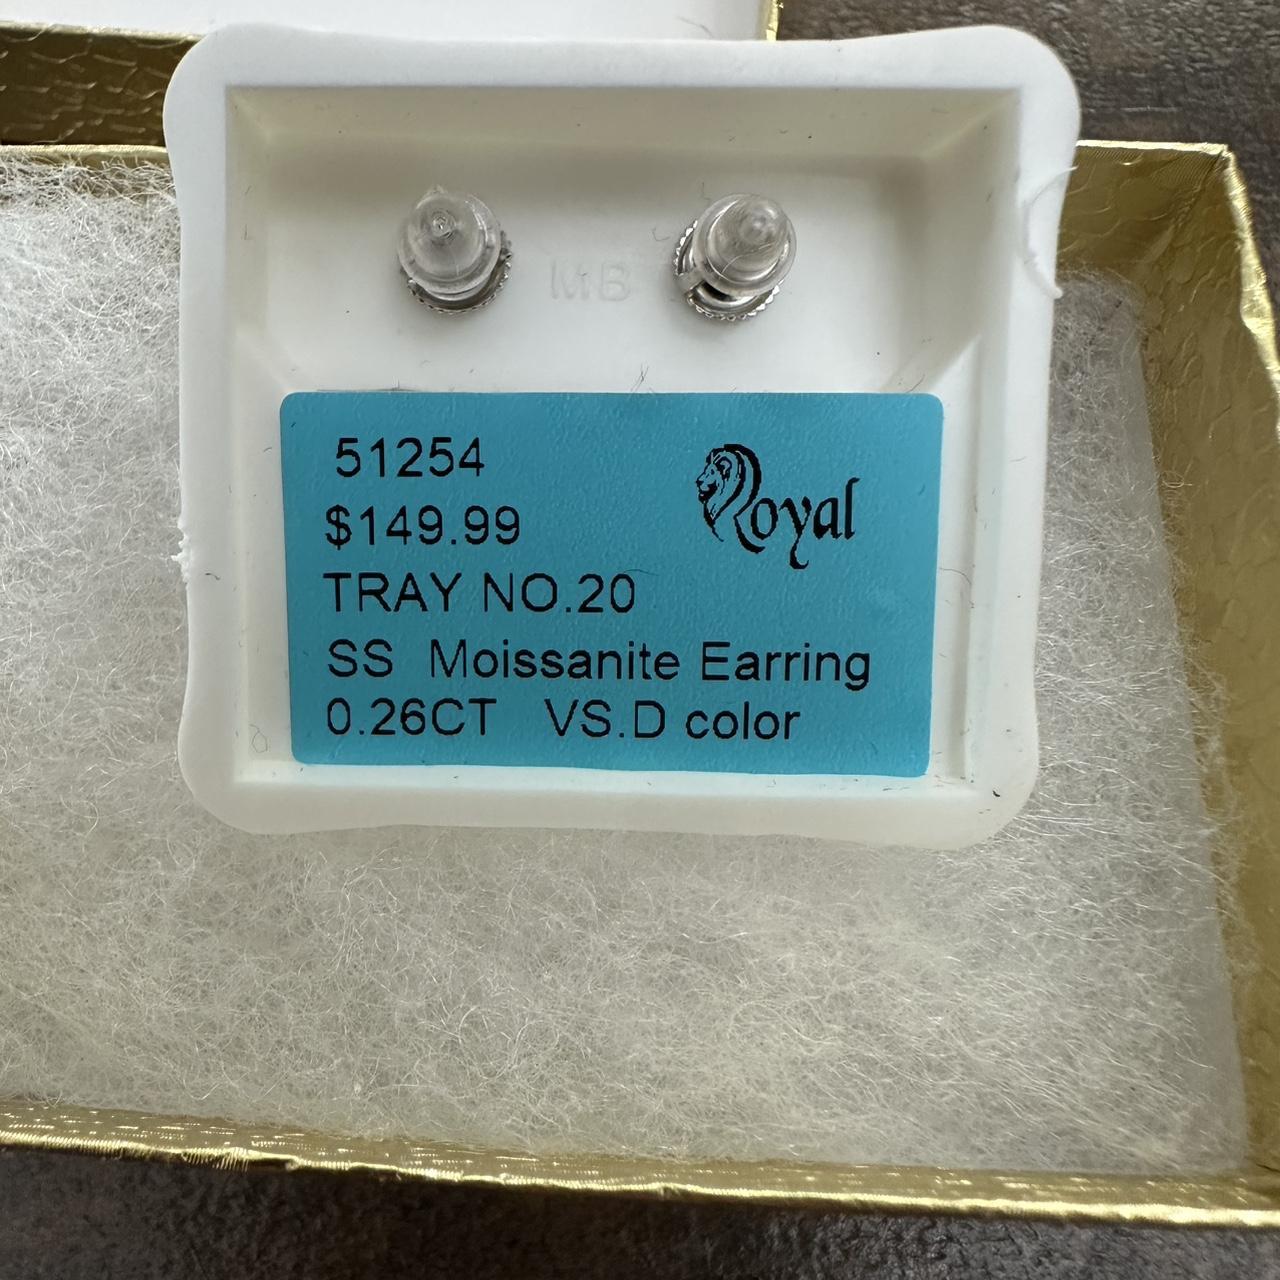 MB
51254
Royal
$149.99
TRAY NO.20
SS Moissanite Earring
0.26CT VS.D color